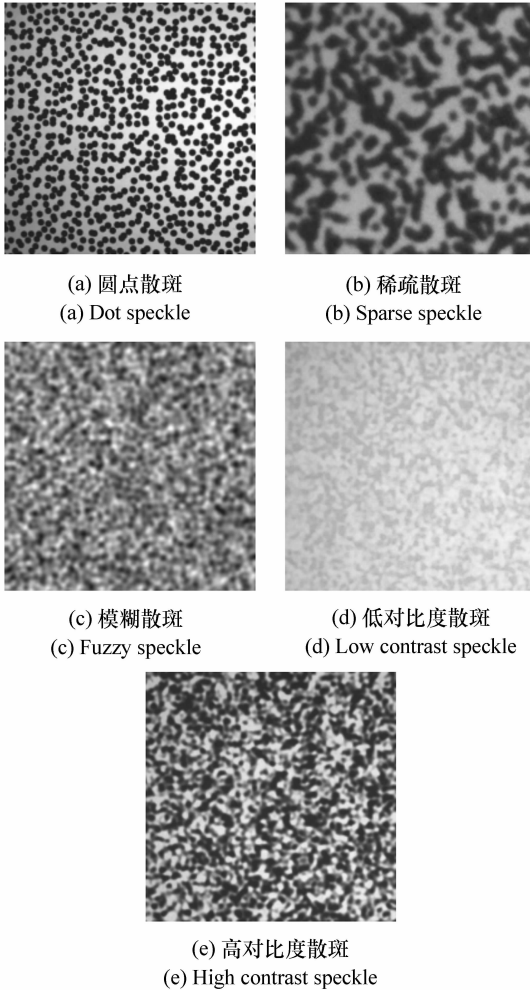 (a) 圆点散斑
(a) Dot speckle
(b) 稀疏散斑
(b) Sparse speckle
(c) 模糊散斑
(c) Fuzzy speckle
(d) 低对比度散斑
(d) Low contrast speckle
(e) 高对比度散斑
(e) High contrast speckle